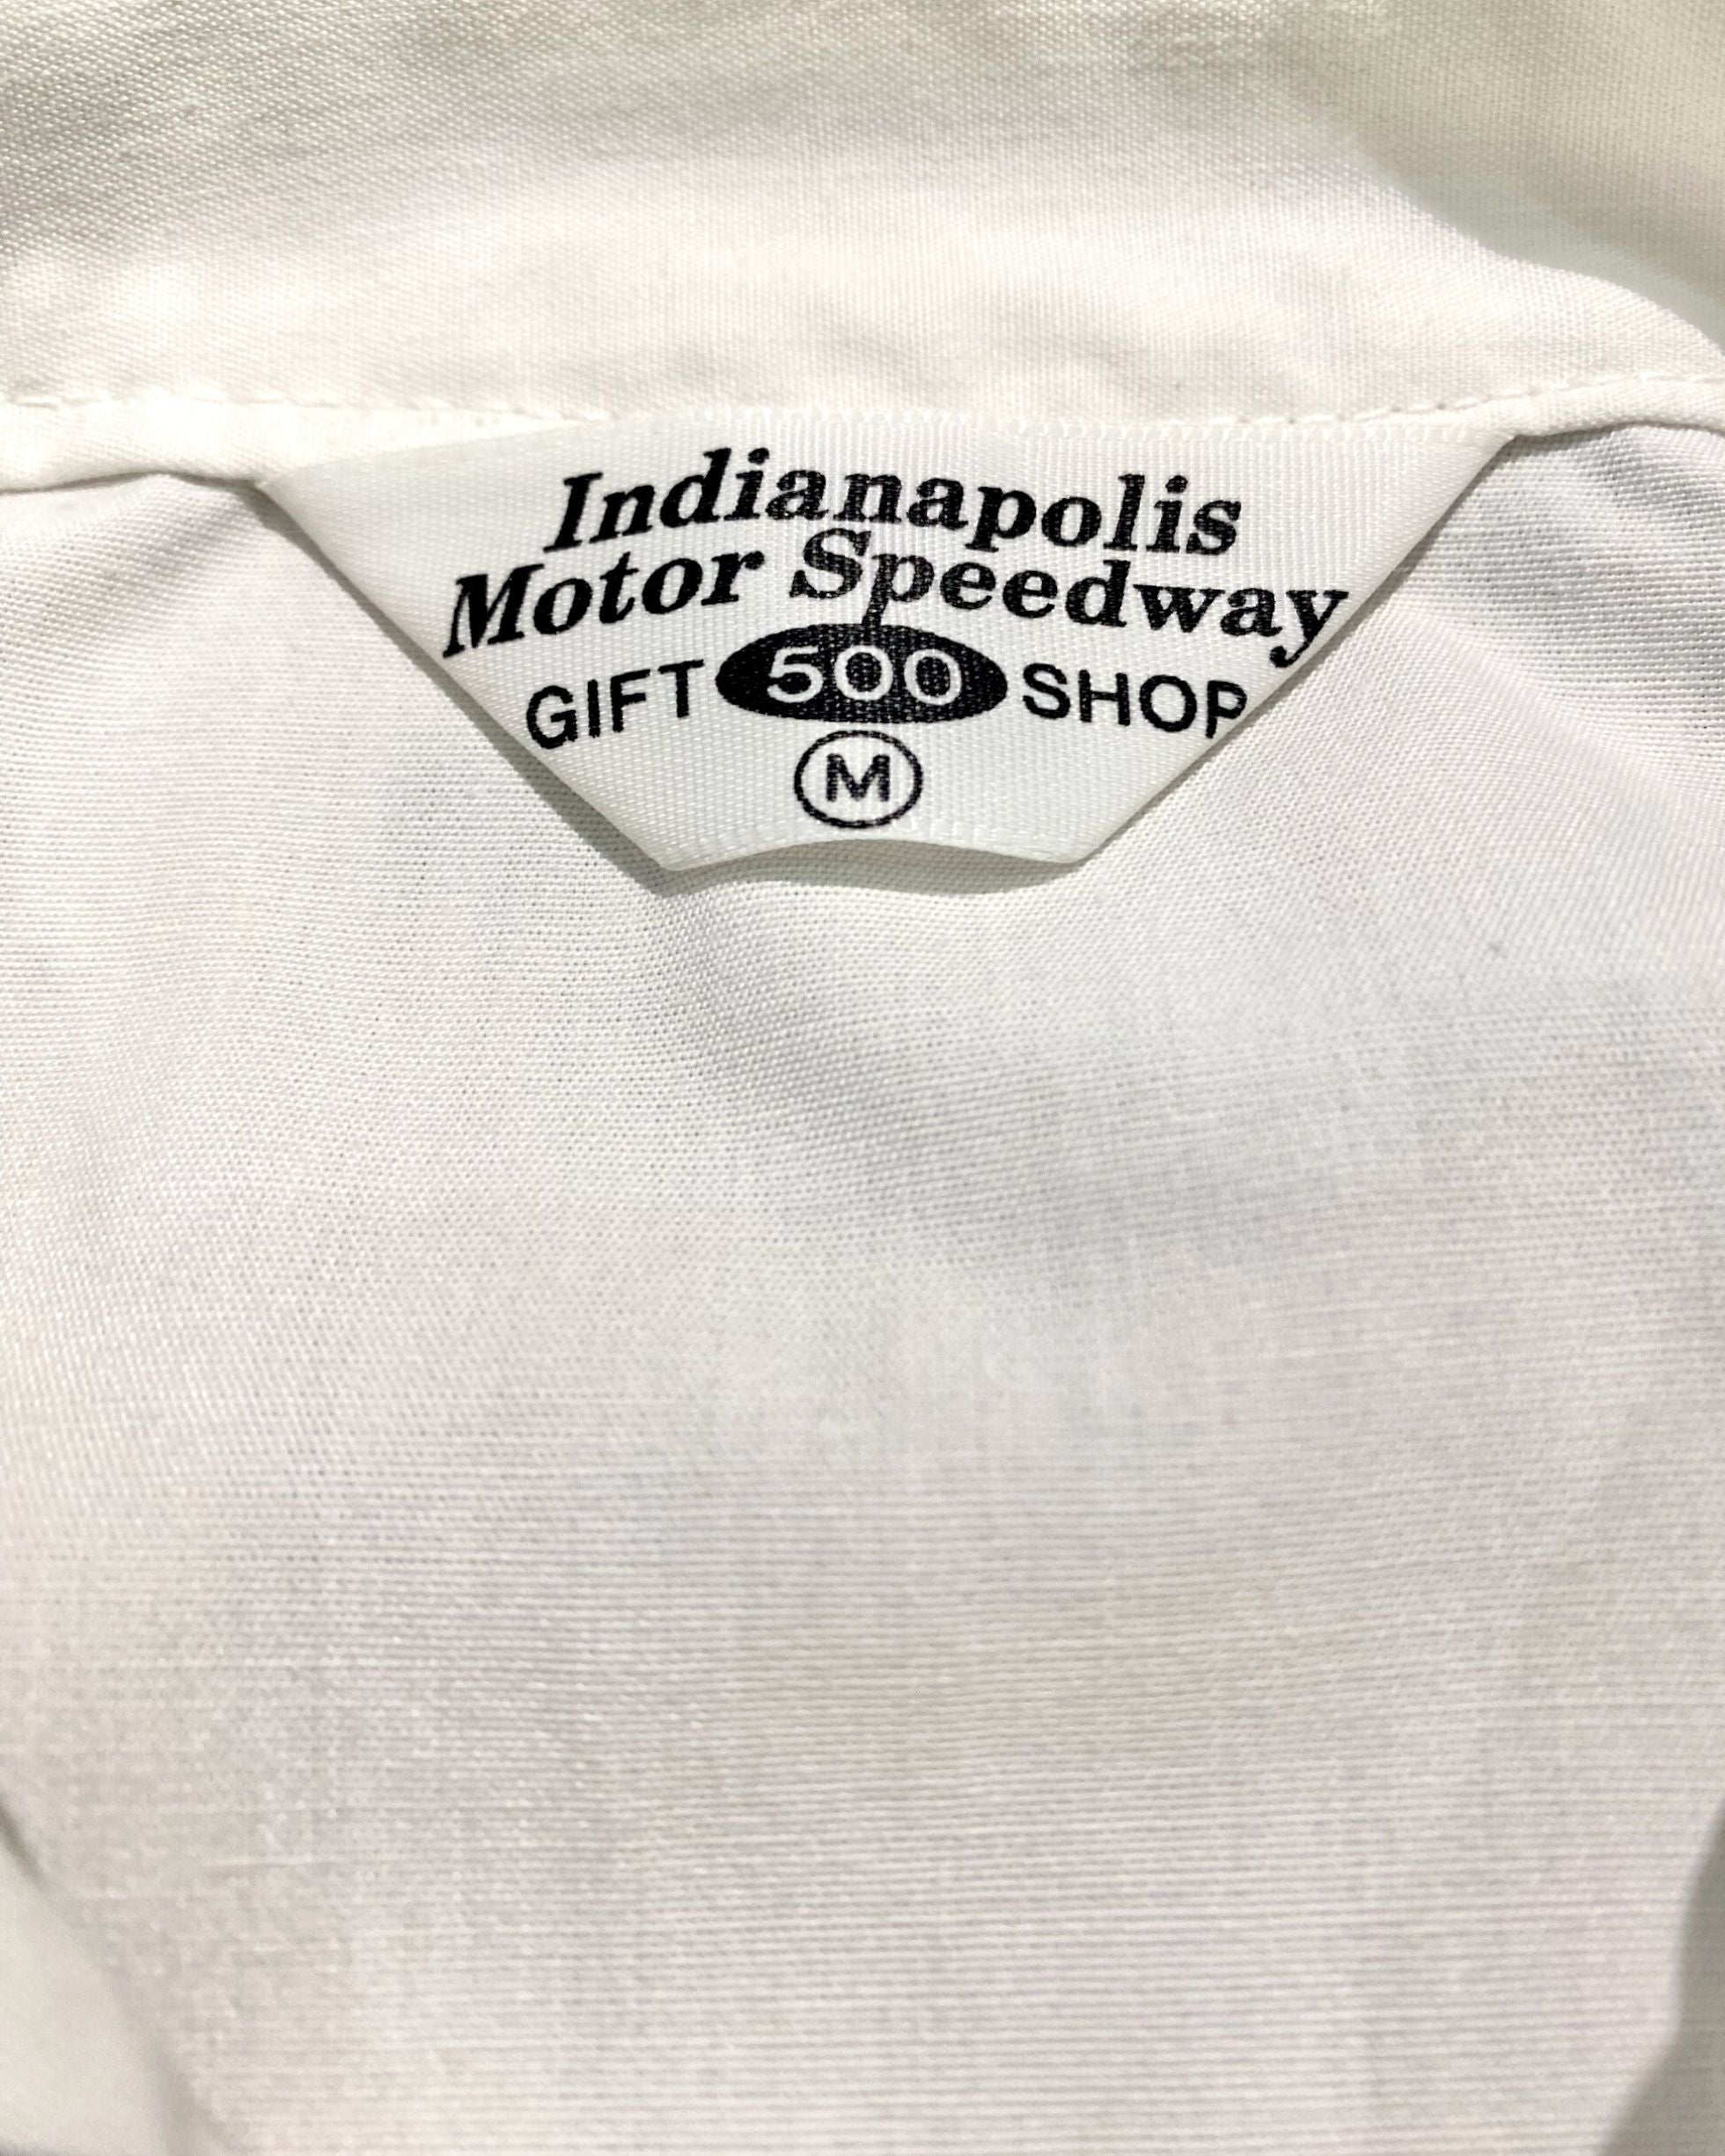 Indianapolis
Motor Speedway
GIFT 500 SHOP
M